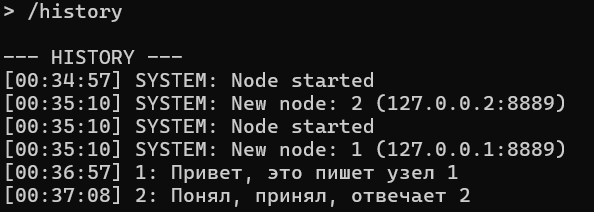 > /history
--- HISTORY ---
[00:34:57] SYSTEM: Node started
[00:35:10] SYSTEM: New node: 2 (127.0.0.2:8889)
[00:35:10] SYSTEM: Node started
[00:35:10] SYSTEM: New node: 1 (127.0.0.1:8889)
[00:36:57] 1: Привет, это пишет узел 1
[00:37:08] 2: Понял, принял, отвечает 2